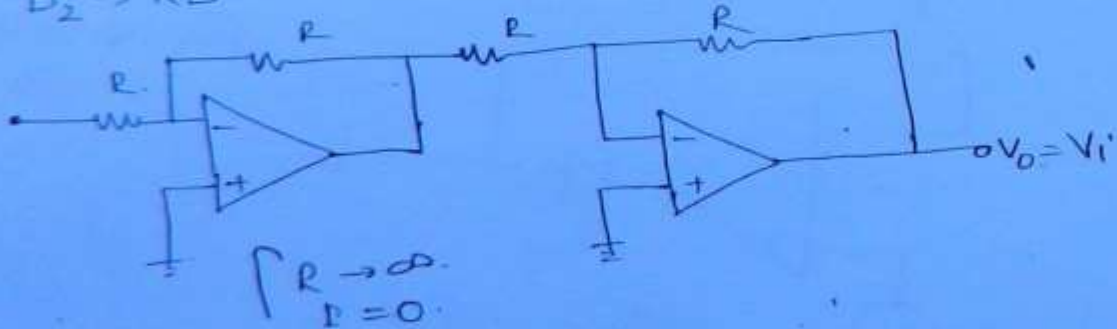 R R R
R.
- -
+ +
V₀ = Vi
R → ∞.
I = 0.